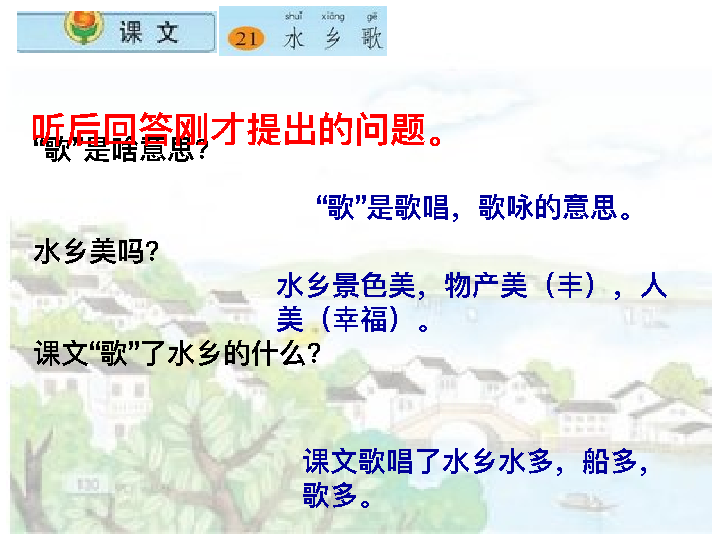 课文
shuǐ xiāng gē
21 水乡歌
听后回答刚才提出的问题。
“歌”是啥意思？
“歌”是歌唱，歌咏的意思。
水乡美吗？
水乡景色美，物产美（丰），人
美（幸福）。
课文“歌”了水乡的什么？
课文歌唱了水乡水多，船多，
歌多。
130